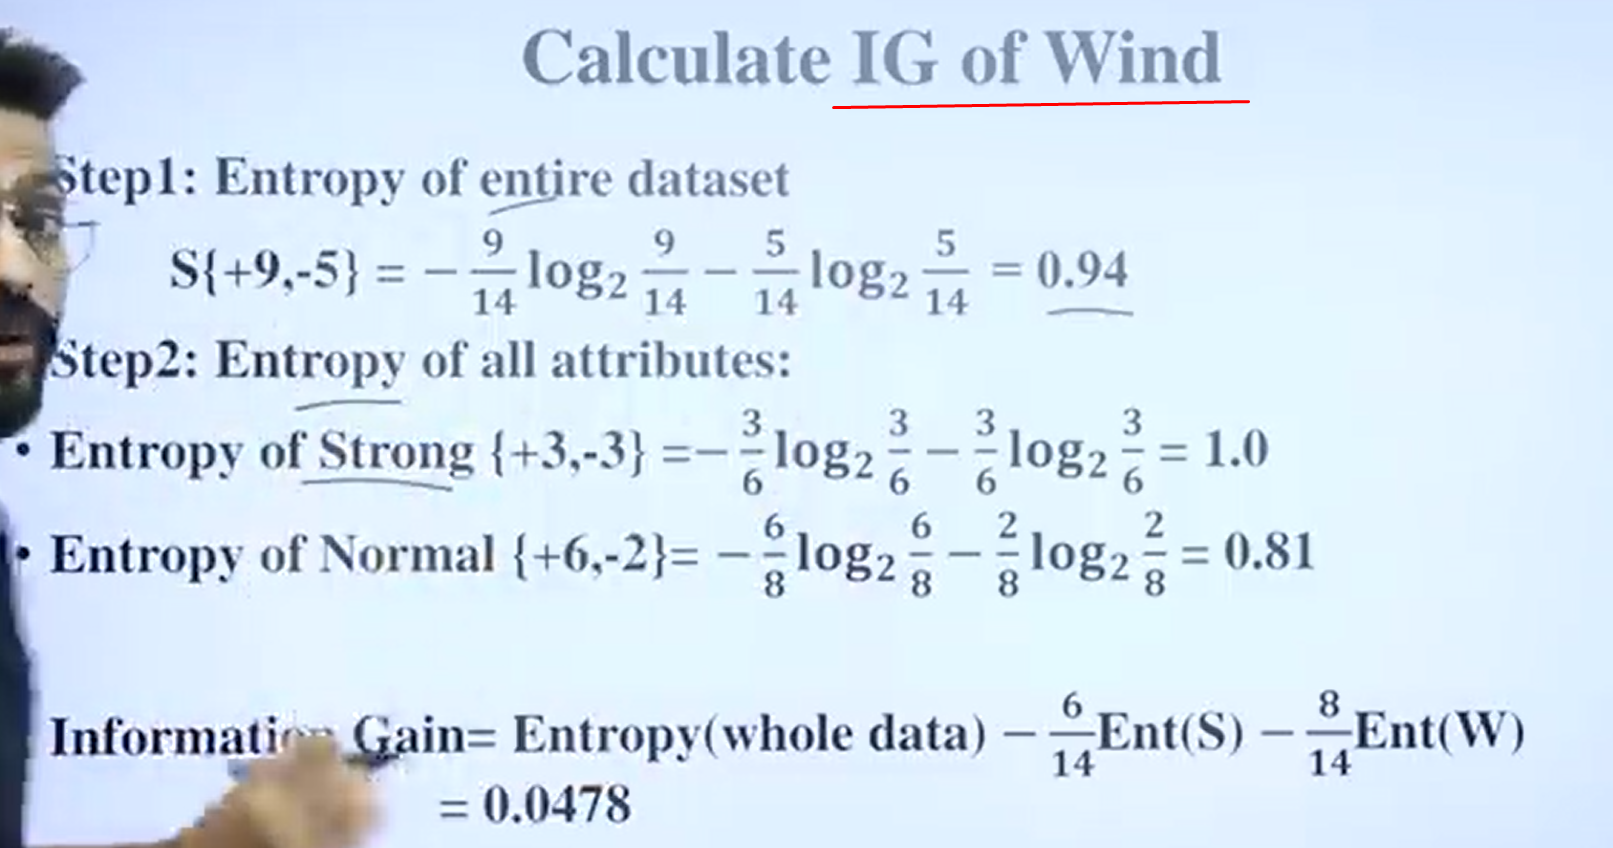 Calculate IG of Wind
Step1: Entropy of entire dataset
S{+9,-5} = − 9/14 log₂ 9/14 − 5/14 log₂ 5/14 = 0.94
Step2: Entropy of all attributes:
• Entropy of Strong {+3,-3} =− 3/6 log₂ 3/6 − 3/6 log₂ 3/6 = 1.0
• Entropy of Normal {+6,-2}= − 6/8 log₂ 6/8 − 2/8 log₂ 2/8 = 0.81
Information Gain= Entropy(whole data) − 6/14 Ent(S) − 8/14 Ent(W)
= 0.0478